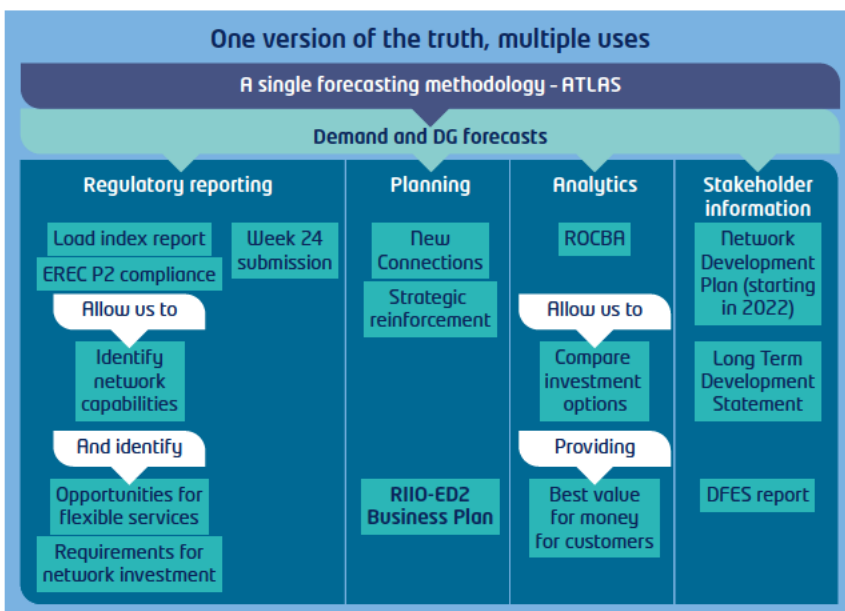 One version of the truth, multiple uses
A single forecasting methodology - ATLAS
Demand and DG forecasts
Regulatory reporting
Load index report
EREC P2 compliance
Week 24
submission
Allow us to
Identify
network
capabilities
And identify
Opportunities for
flexible services
Requirements for
network investment
Planning
New
Connections
Strategic
reinforcement
RIIO-ED2
Business Plan
Analytics
ROCBA
Allow us to
Compare
investment
options
Providing
Best value
for money
for customers
Stakeholder
information
Network
Development
Plan (starting
in 2022)
Long Term
Development
Statement
DFES report